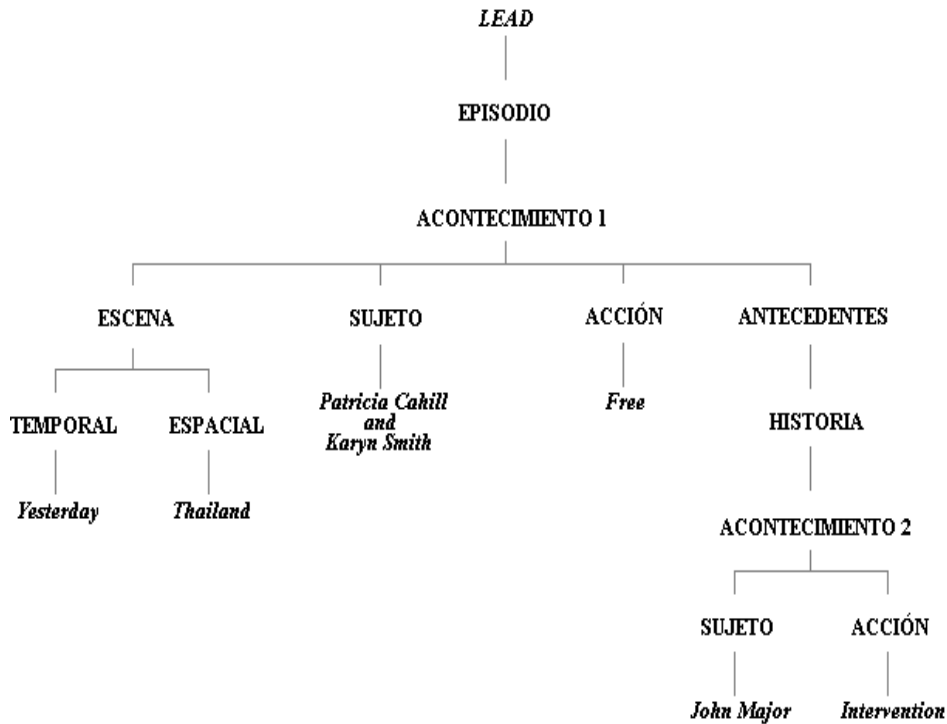 LEAD
EPISODIO
ACONTECIMIENTO 1
ESCENA SUJETO ACCIÓN ANTECEDENTES
Patricia Cahill
and
Karyn Smith
Free
TEMPORAL ESPACIAL HISTORIA
Yesterday Thailand
ACONTECIMIENTO 2
SUJETO ACCIÓN
John Major Intervention